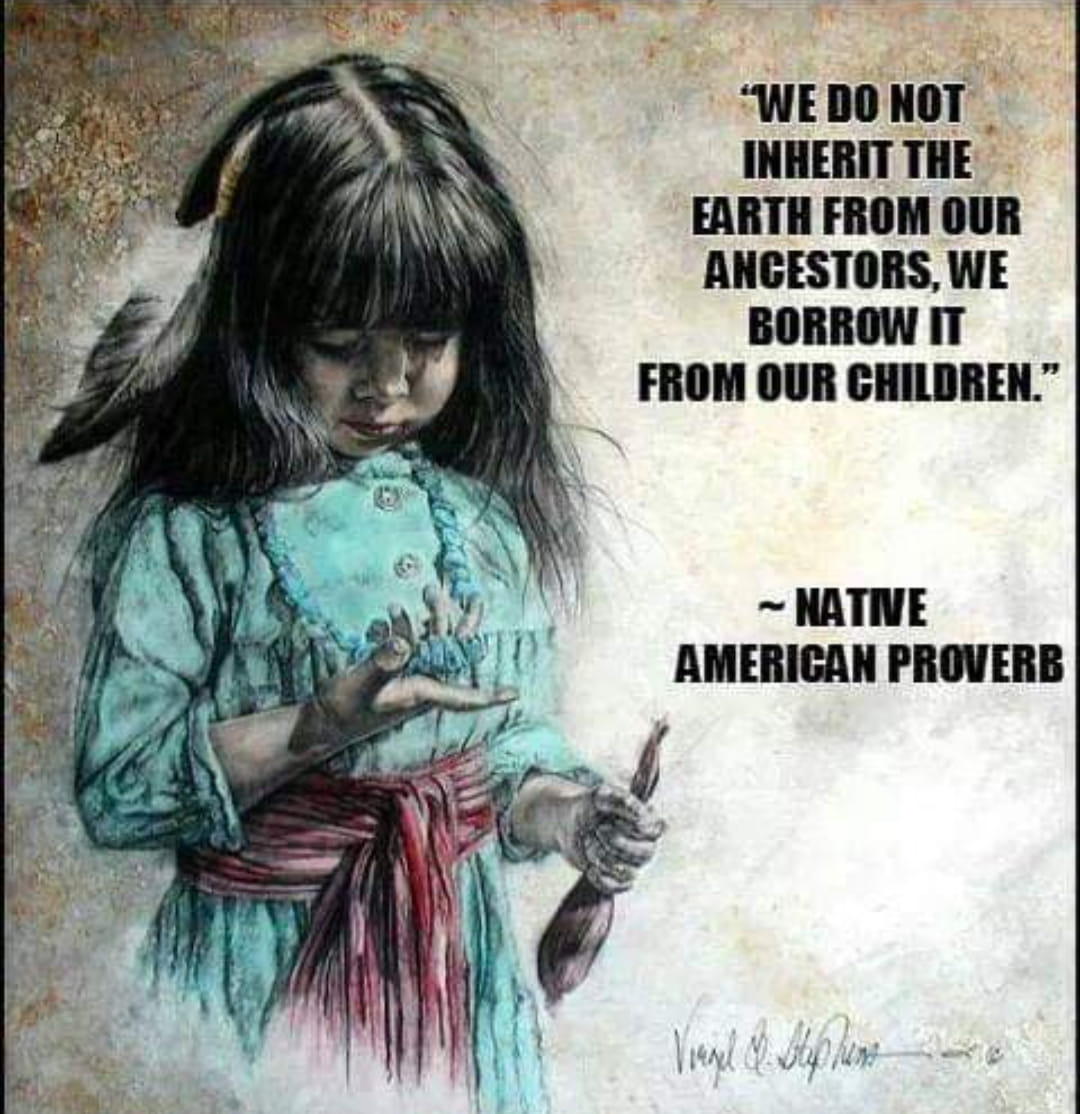 “WE DO NOT
INHERIT THE
EARTH FROM OUR
ANCESTORS, WE
BORROW IT
FROM OUR CHILDREN.”
~ NATIVE
AMERICAN PROVERB